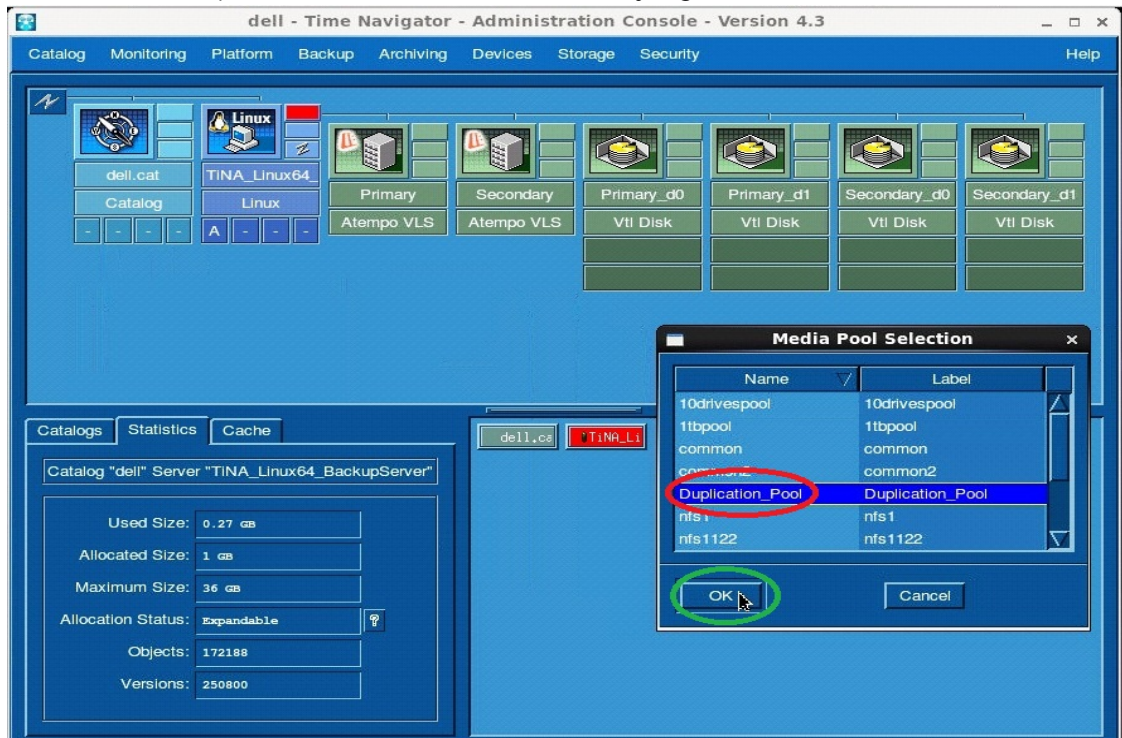 dell - Time Navigator - Administration Console - Version 4.3
Catalog Monitoring Platform Backup Archiving Devices Storage Security Help
Linux
dell.cat TiNA_Linux64_ Primary Secondary Primary_d0 Primary_d1 Secondary_d0 Secondary_d1
Catalog Linux Atempo VLS Atempo VLS Vtl Disk Vtl Disk Vtl Disk Vtl Disk
- - - - A - - -
Media Pool Selection
Name Label
10drivespool 10drivespool
1tbpool 1tbpool
common common
common2 common2
Duplication_Pool Duplication_Pool
nfs1 nfs1
nfs1122 nfs1122
OK Cancel
Catalogs Statistics Cache
dell.ca TiNA_Li
Catalog "dell" Server "TiNA_Linux64_BackupServer"
Used Size: 0.27 GB
Allocated Size: 1 GB
Maximum Size: 36 GB
Allocation Status: Expandable ?
Objects: 172188
Versions: 250800